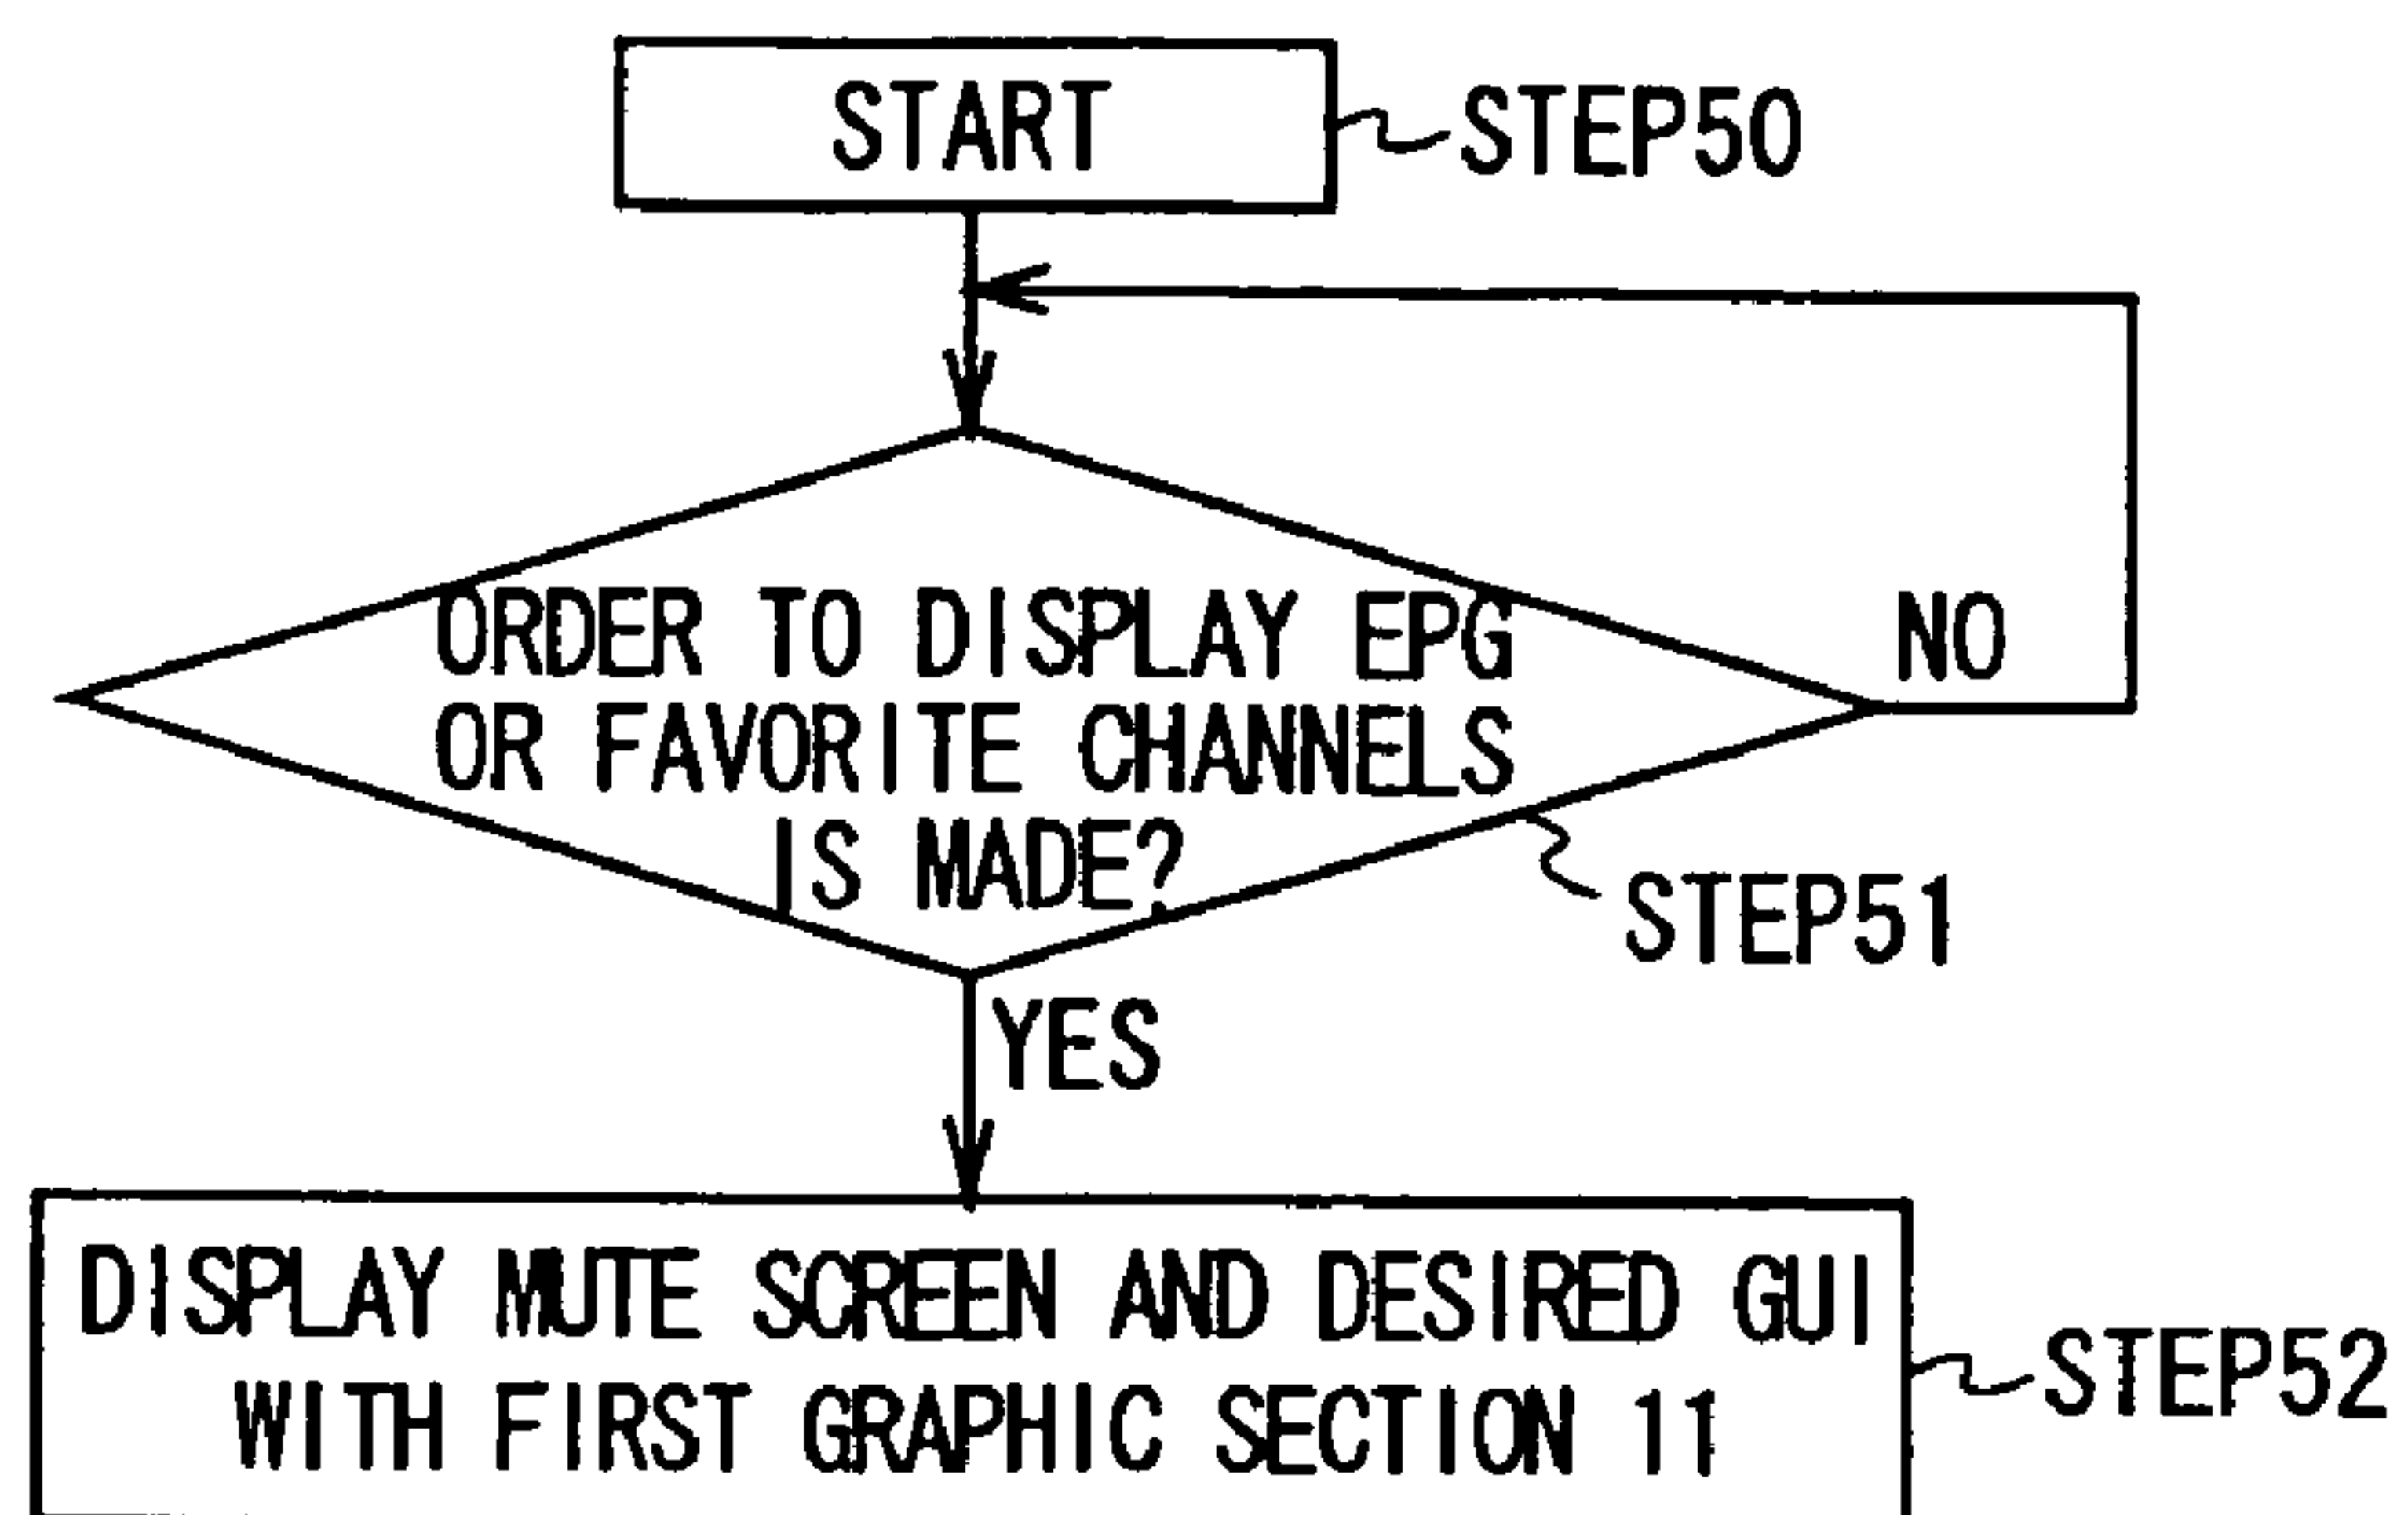 START
STEP50
ORDER TO DISPLAY EPG
OR FAVORITE CHANNELS
IS MADE?
NO
STEP51
YES
DISPLAY MUTE SCREEN AND DESIRED GUI
WITH FIRST GRAPHIC SECTION 11
STEP52